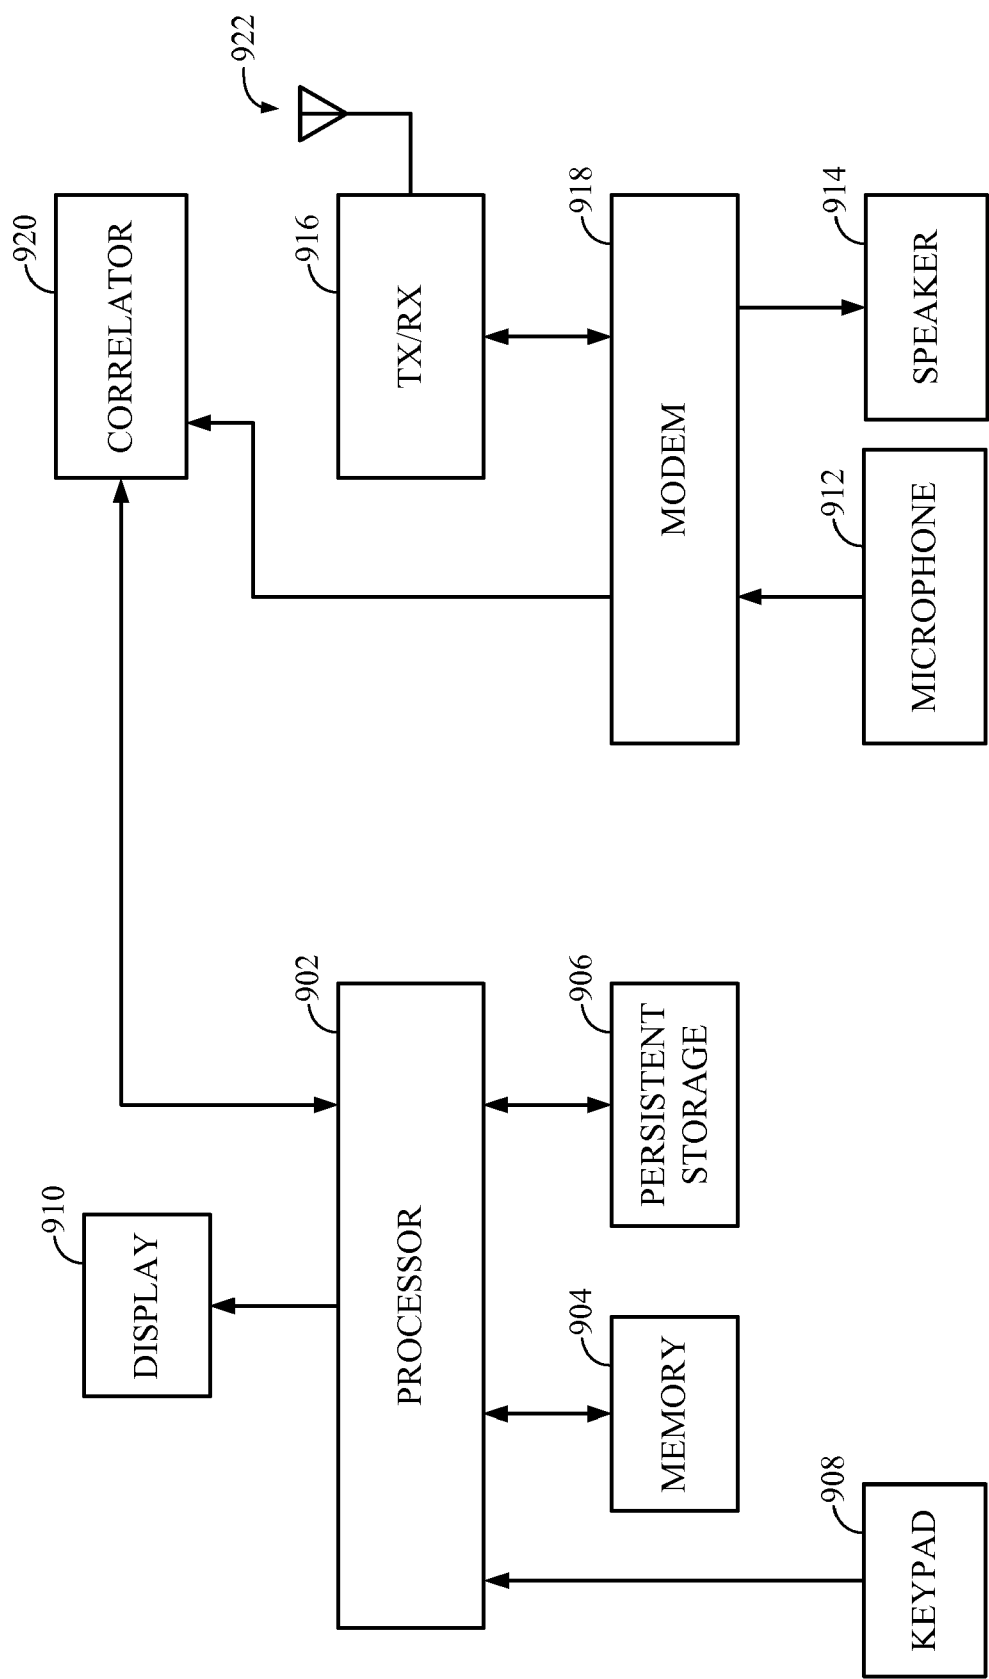 910
DISPLAY
920
CORRELATOR
922
902
PROCESSOR
916
TX/RX
904
MEMORY
906
PERSISTENT
STORAGE
918
MODEM
908
KEYPAD
912
MICROPHONE
914
SPEAKER